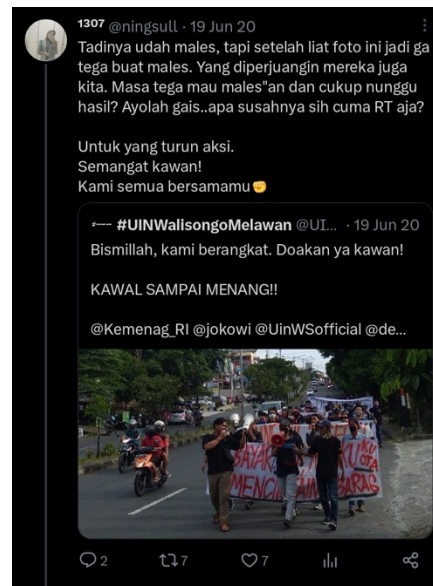 1307 @ningsull · 19 Jun 20
Tadinya udah males, tapi setelah liat foto ini jadi ga
tega buat males. Yang diperjuangin mereka juga
kita. Masa tega mau males"an dan cukup nunggu
hasil? Ayolah gais..apa susahnya sih cuma RT aja?
Untuk yang turun aksi.
Semangat kawan!
Kami semua bersamamu✊
#UINWalisongoMelawan @UI... · 19 Jun 20
Bismillah, kami berangkat. Doakan ya kawan!
KAWAL SAMPAI MENANG!!
@Kemenag_RI @jokowi @UinWSofficial @de...
2 7 7